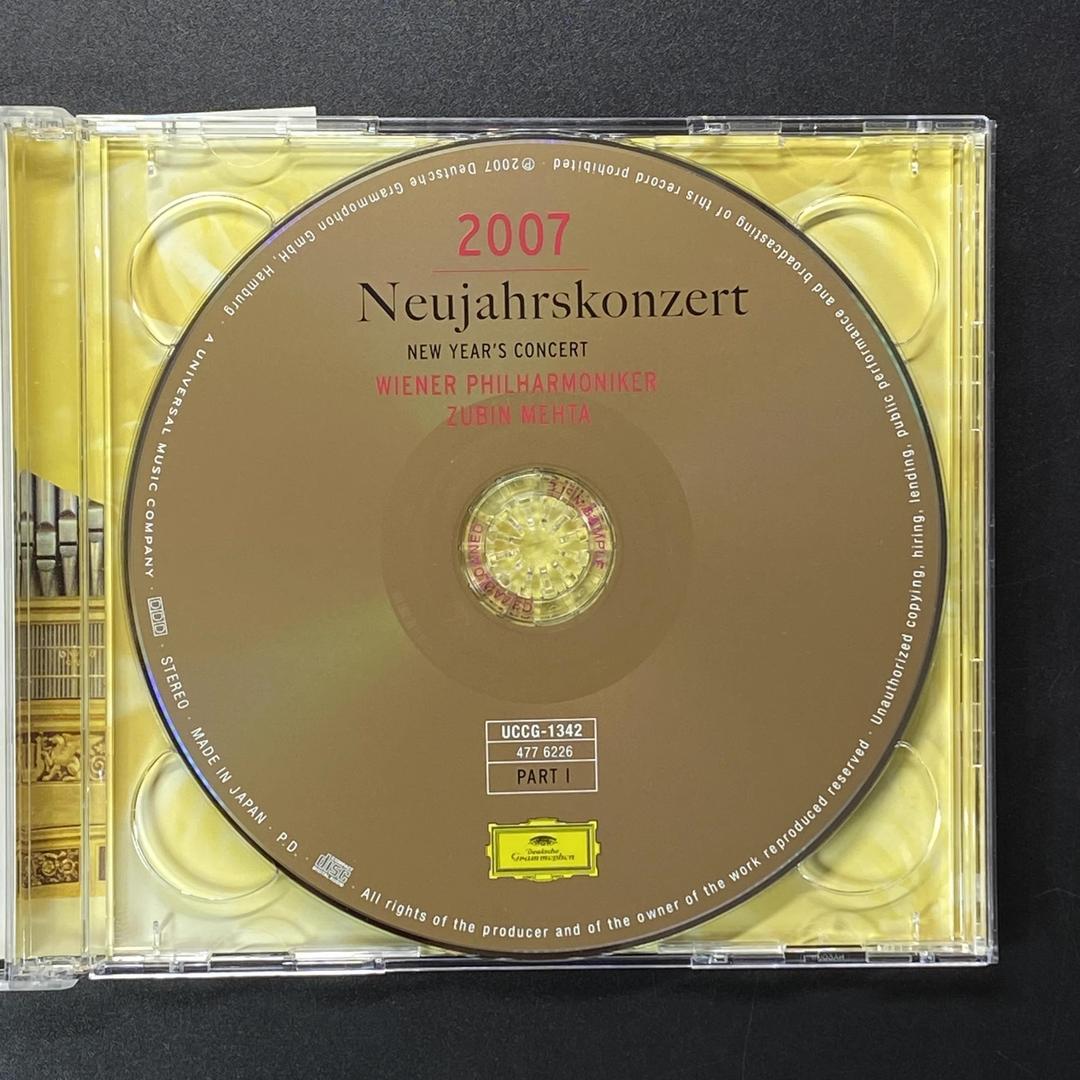 2007
Neujahrskonzert
NEW YEAR'S CONCERT
WIENER PHILHARMONIKER
ZUBIN MEHTA
SAMPLE
UCCG-1342
477 6226
PART I
Deutsche
Grammophon
℗2007 Deutsche Grammophon GmbH, Hamburg · A UNIVERSAL MUSIC COMPANY · DDD · STEREO · MADE IN JAPAN · P.D. · disc · All rights of the producer and of the owner of the work reproduced reserved · Unauthorized copying, hiring, lending, public performance and broadcasting of this record prohibited